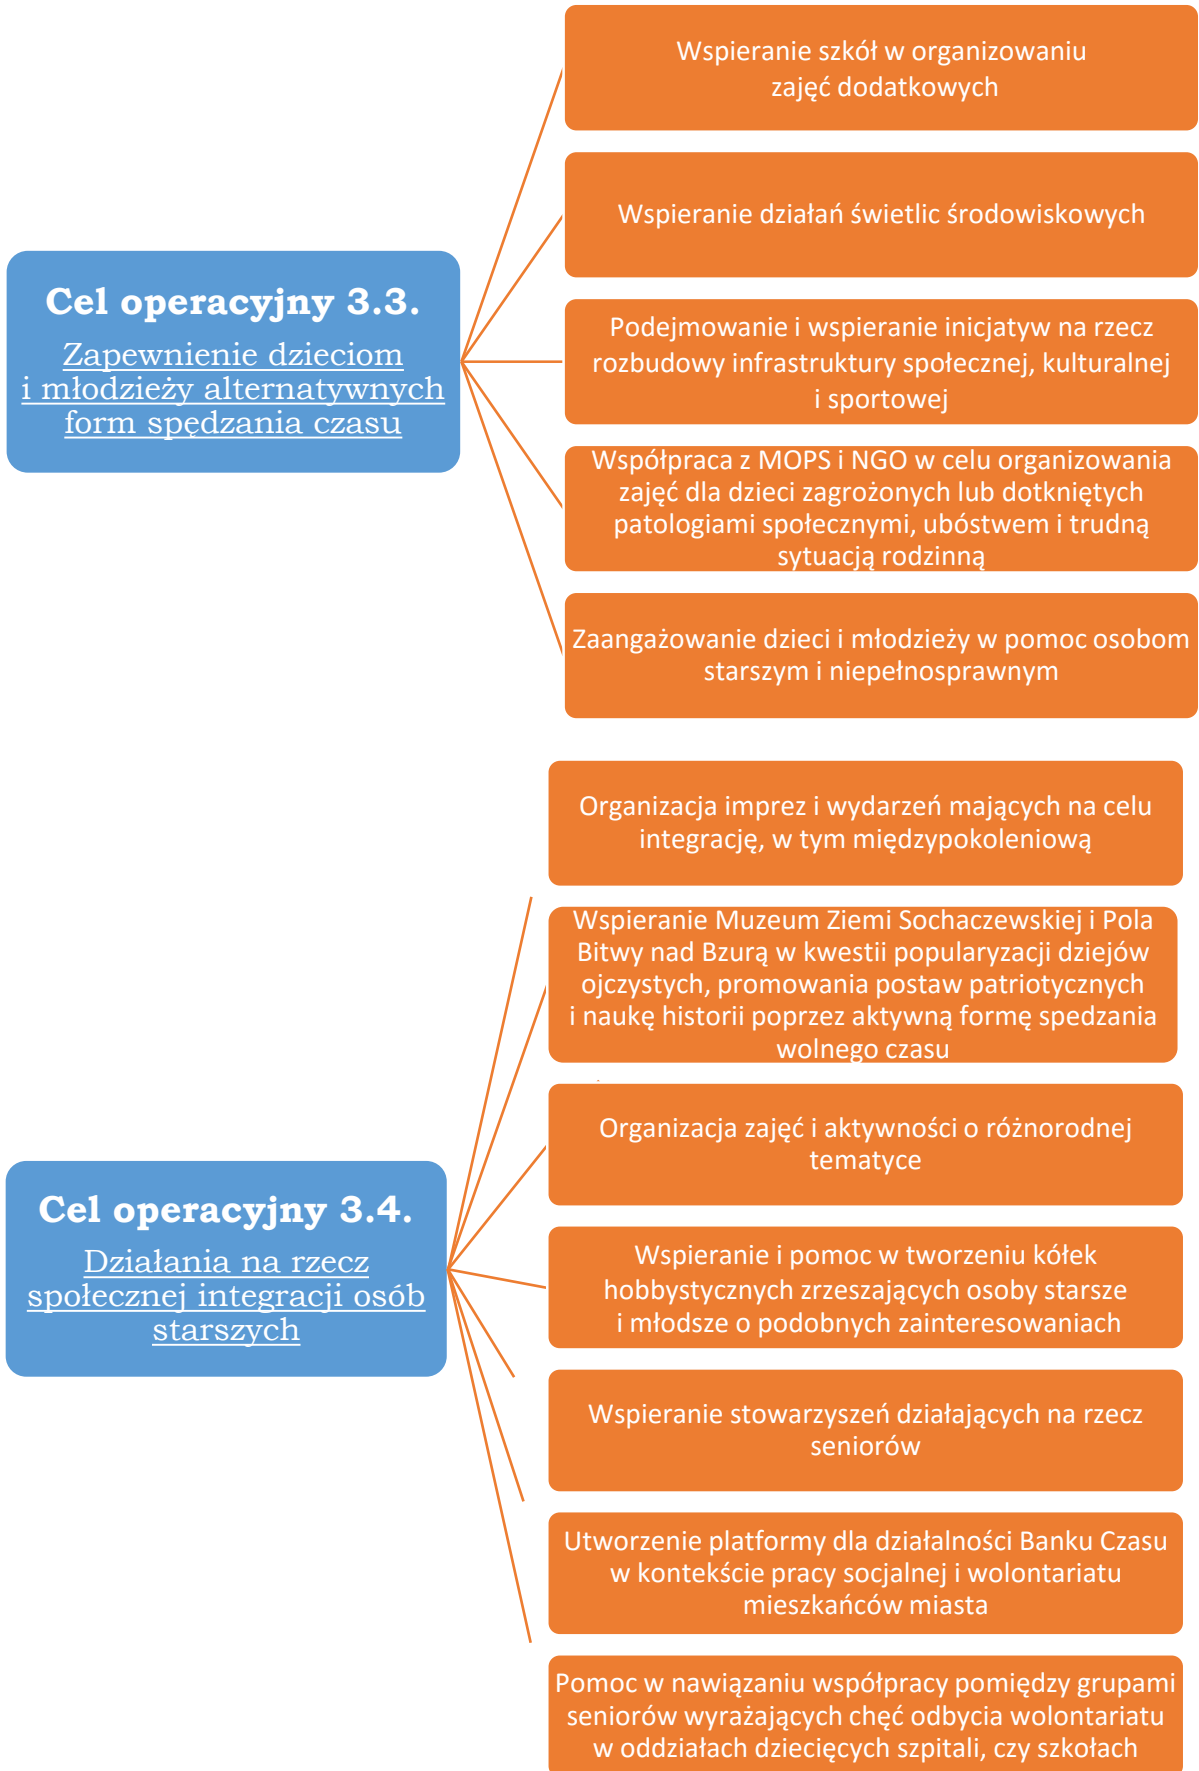 Cel operacyjny 3.3.
Zapewnienie dzieciom
i młodzieży alternatywnych
form spędzania czasu
Wspieranie szkół w organizowaniu
zajęć dodatkowych
Wspieranie działań świetlic środowiskowych
Podejmowanie i wspieranie inicjatyw na rzecz
rozbudowy infrastruktury społecznej, kulturalnej
i sportowej
Współpraca z MOPS i NGO w celu organizowania
zajęć dla dzieci zagrożonych lub dotkniętych
patologiami społecznymi, ubóstwem i trudną
sytuacją rodzinną
Zaangażowanie dzieci i młodzieży w pomoc osobom
starszym i niepełnosprawnym
Cel operacyjny 3.4.
Działania na rzecz
społecznej integracji osób
starszych
Organizacja imprez i wydarzeń mających na celu
integrację, w tym międzypokoleniową
Wspieranie Muzeum Ziemi Sochaczewskiej i Pola
Bitwy nad Bzurą w kwestii popularyzacji dziejów
ojczystych, promowania postaw patriotycznych
i naukę historii poprzez aktywną formę spedzania
wolnego czasu
Organizacja zajęć i aktywności o różnorodnej
tematyce
Wspieranie i pomoc w tworzeniu kółek
hobbystycznych zrzeszających osoby starsze
i młodsze o podobnych zainteresowaniach
Wspieranie stowarzyszeń działających na rzecz
seniorów
Utworzenie platformy dla działalności Banku Czasu
w kontekście pracy socjalnej i wolontariatu
mieszkańców miasta
Pomoc w nawiązaniu współpracy pomiędzy grupami
seniorów wyrażających chęć odbycia wolontariatu
w oddziałach dziecięcych szpitali, czy szkołach